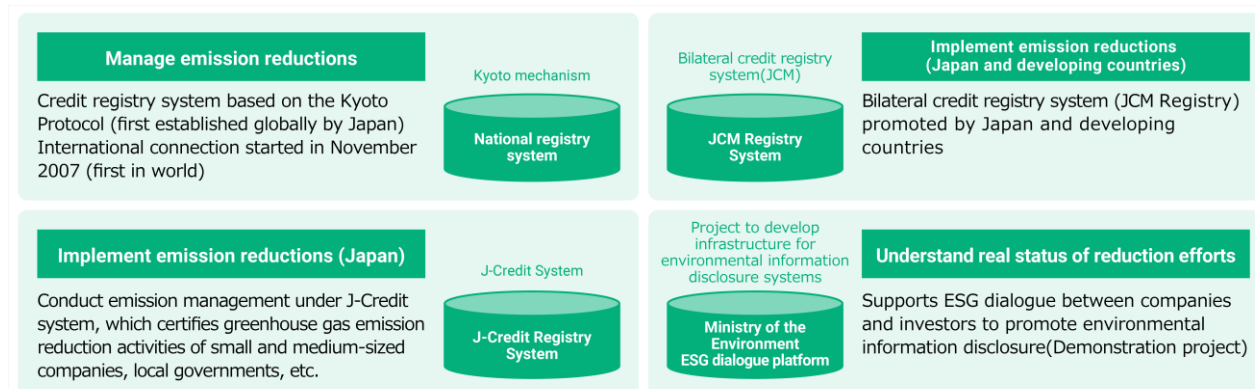 Manage emission reductions
Credit registry system based on the Kyoto
Protocol (first established globally by Japan)
International connection started in November
2007 (first in world)
Kyoto mechanism
National registry
system
Bilateral credit registry
system(JCM)
JCM Registry
System
Implement emission reductions
(Japan and developing countries)
Bilateral credit registry system (JCM Registry)
promoted by Japan and developing
countries
Implement emission reductions (Japan)
Conduct emission management under J-Credit
system, which certifies greenhouse gas emission
reduction activities of small and medium-sized
companies, local governments, etc.
J-Credit System
J-Credit Registry
System
Project to develop
infrastructure for
environmental information
disclosure systems
Ministry of the
Environment
ESG dialogue platform
Understand real status of reduction efforts
Supports ESG dialogue between companies
and investors to promote environmental
information disclosure(Demonstration project)